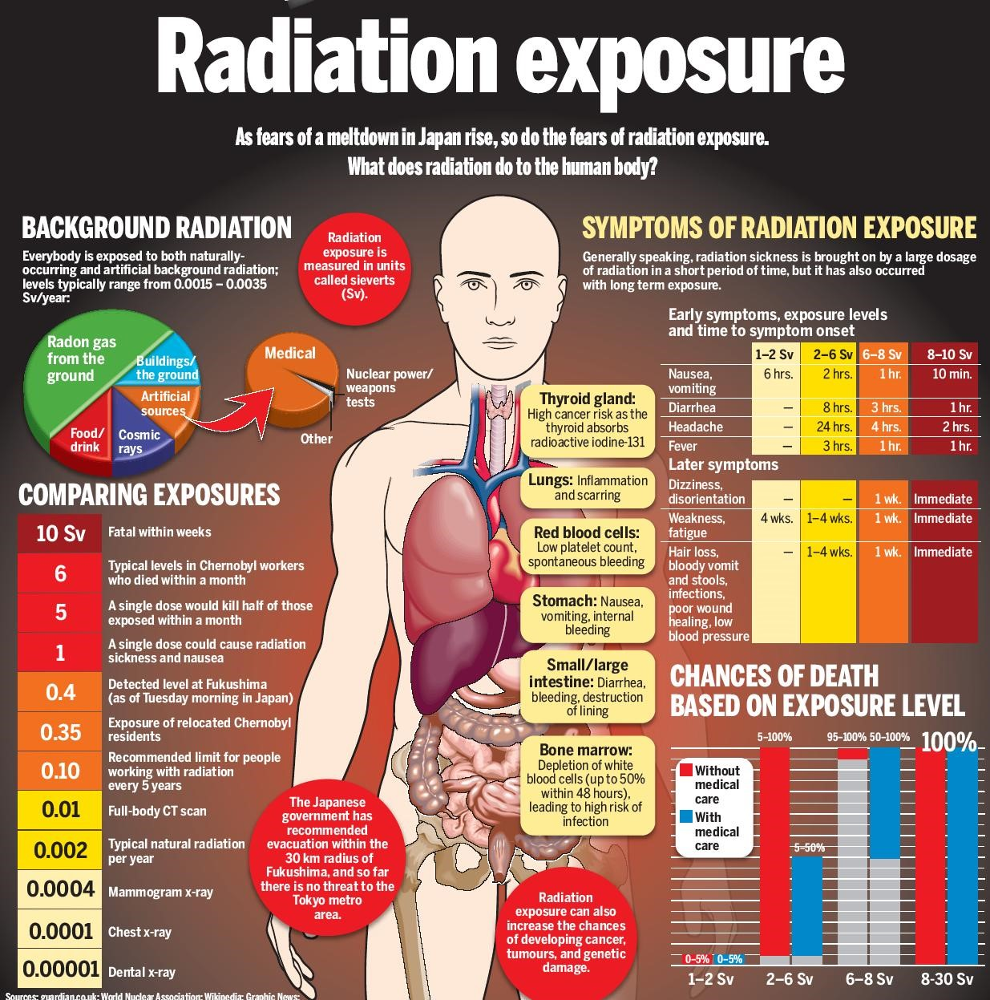 Radiation exposure
As fears of a meltdown in Japan rise, so do the fears of radiation exposure.
What does radiation do to the human body?
BACKGROUND RADIATION
Everybody is exposed to both naturally-
occurring and artificial background radiation;
levels typically range from 0.0015 – 0.0035
Sv/year:
Radiation
exposure is
measured in units
called sieverts
(Sv).
Radon gas
from the
ground
Buildings/
the ground
Artificial
sources
Food/
drink
Cosmic
rays
Medical
Nuclear power/
weapons
tests
Other
COMPARING EXPOSURES
10 Sv Fatal within weeks
6 Typical levels in Chernobyl workers
who died within a month
5 A single dose would kill half of those
exposed within a month
1 A single dose could cause radiation
sickness and nausea
0.4 Detected level at Fukushima
(as of Tuesday morning in Japan)
0.35 Exposure of relocated Chernobyl
residents
0.10 Recommended limit for people
working with radiation
every 5 years
0.01 Full-body CT scan
0.002 Typical natural radiation
per year
0.0004 Mammogram x-ray
0.0001 Chest x-ray
0.00001 Dental x-ray
Sources: guardian.co.uk; World Nuclear Association; Wikipedia; Graphic News;
The Japanese
government has
recommended
evacuation within the
30 km radius of
Fukushima, and so far
there is no threat to the
Tokyo metro
area.
Thyroid gland:
High cancer risk as the
thyroid absorbs
radioactive iodine-131
Lungs: Inflammation
and scarring
Red blood cells:
Low platelet count,
spontaneous bleeding
Stomach: Nausea,
vomiting, internal
bleeding
Small/large
intestine: Diarrhea,
bleeding, destruction
of lining
Bone marrow:
Depletion of white
blood cells (up to 50%
within 48 hours),
leading to high risk of
infection
Radiation
exposure can also
increase the chances
of developing cancer,
tumours, and genetic
damage.
SYMPTOMS OF RADIATION EXPOSURE
Generally speaking, radiation sickness is brought on by a large dosage
of radiation in a short period of time, but it has also occurred
with long term exposure.
Early symptoms, exposure levels
and time to symptom onset
1–2 Sv 2–6 Sv 6–8 Sv 8–10 Sv
Nausea, 6 hrs. 2 hrs. 1 hr. 10 min.
vomiting
Diarrhea — 8 hrs. 3 hrs. 1 hr.
Headache — 24 hrs. 4 hrs. 2 hrs.
Fever — 3 hrs. 1 hr. 1 hr.
Later symptoms
Dizziness,
disorientation — — 1 wk. Immediate
Weakness, 4 wks. 1–4 wks. 1 wk. Immediate
fatigue
Hair loss, — 1–4 wks. 1 wk. Immediate
bloody vomit
and stools,
infections,
poor wound
healing, low
blood pressure
CHANCES OF DEATH
BASED ON EXPOSURE LEVEL
5–100% 95–100% 50–100% 100%
Without
medical
care
With
medical
care
5–50%
0–5% 0–5%
1–2 Sv 2–6 Sv 6–8 Sv 8-30 Sv